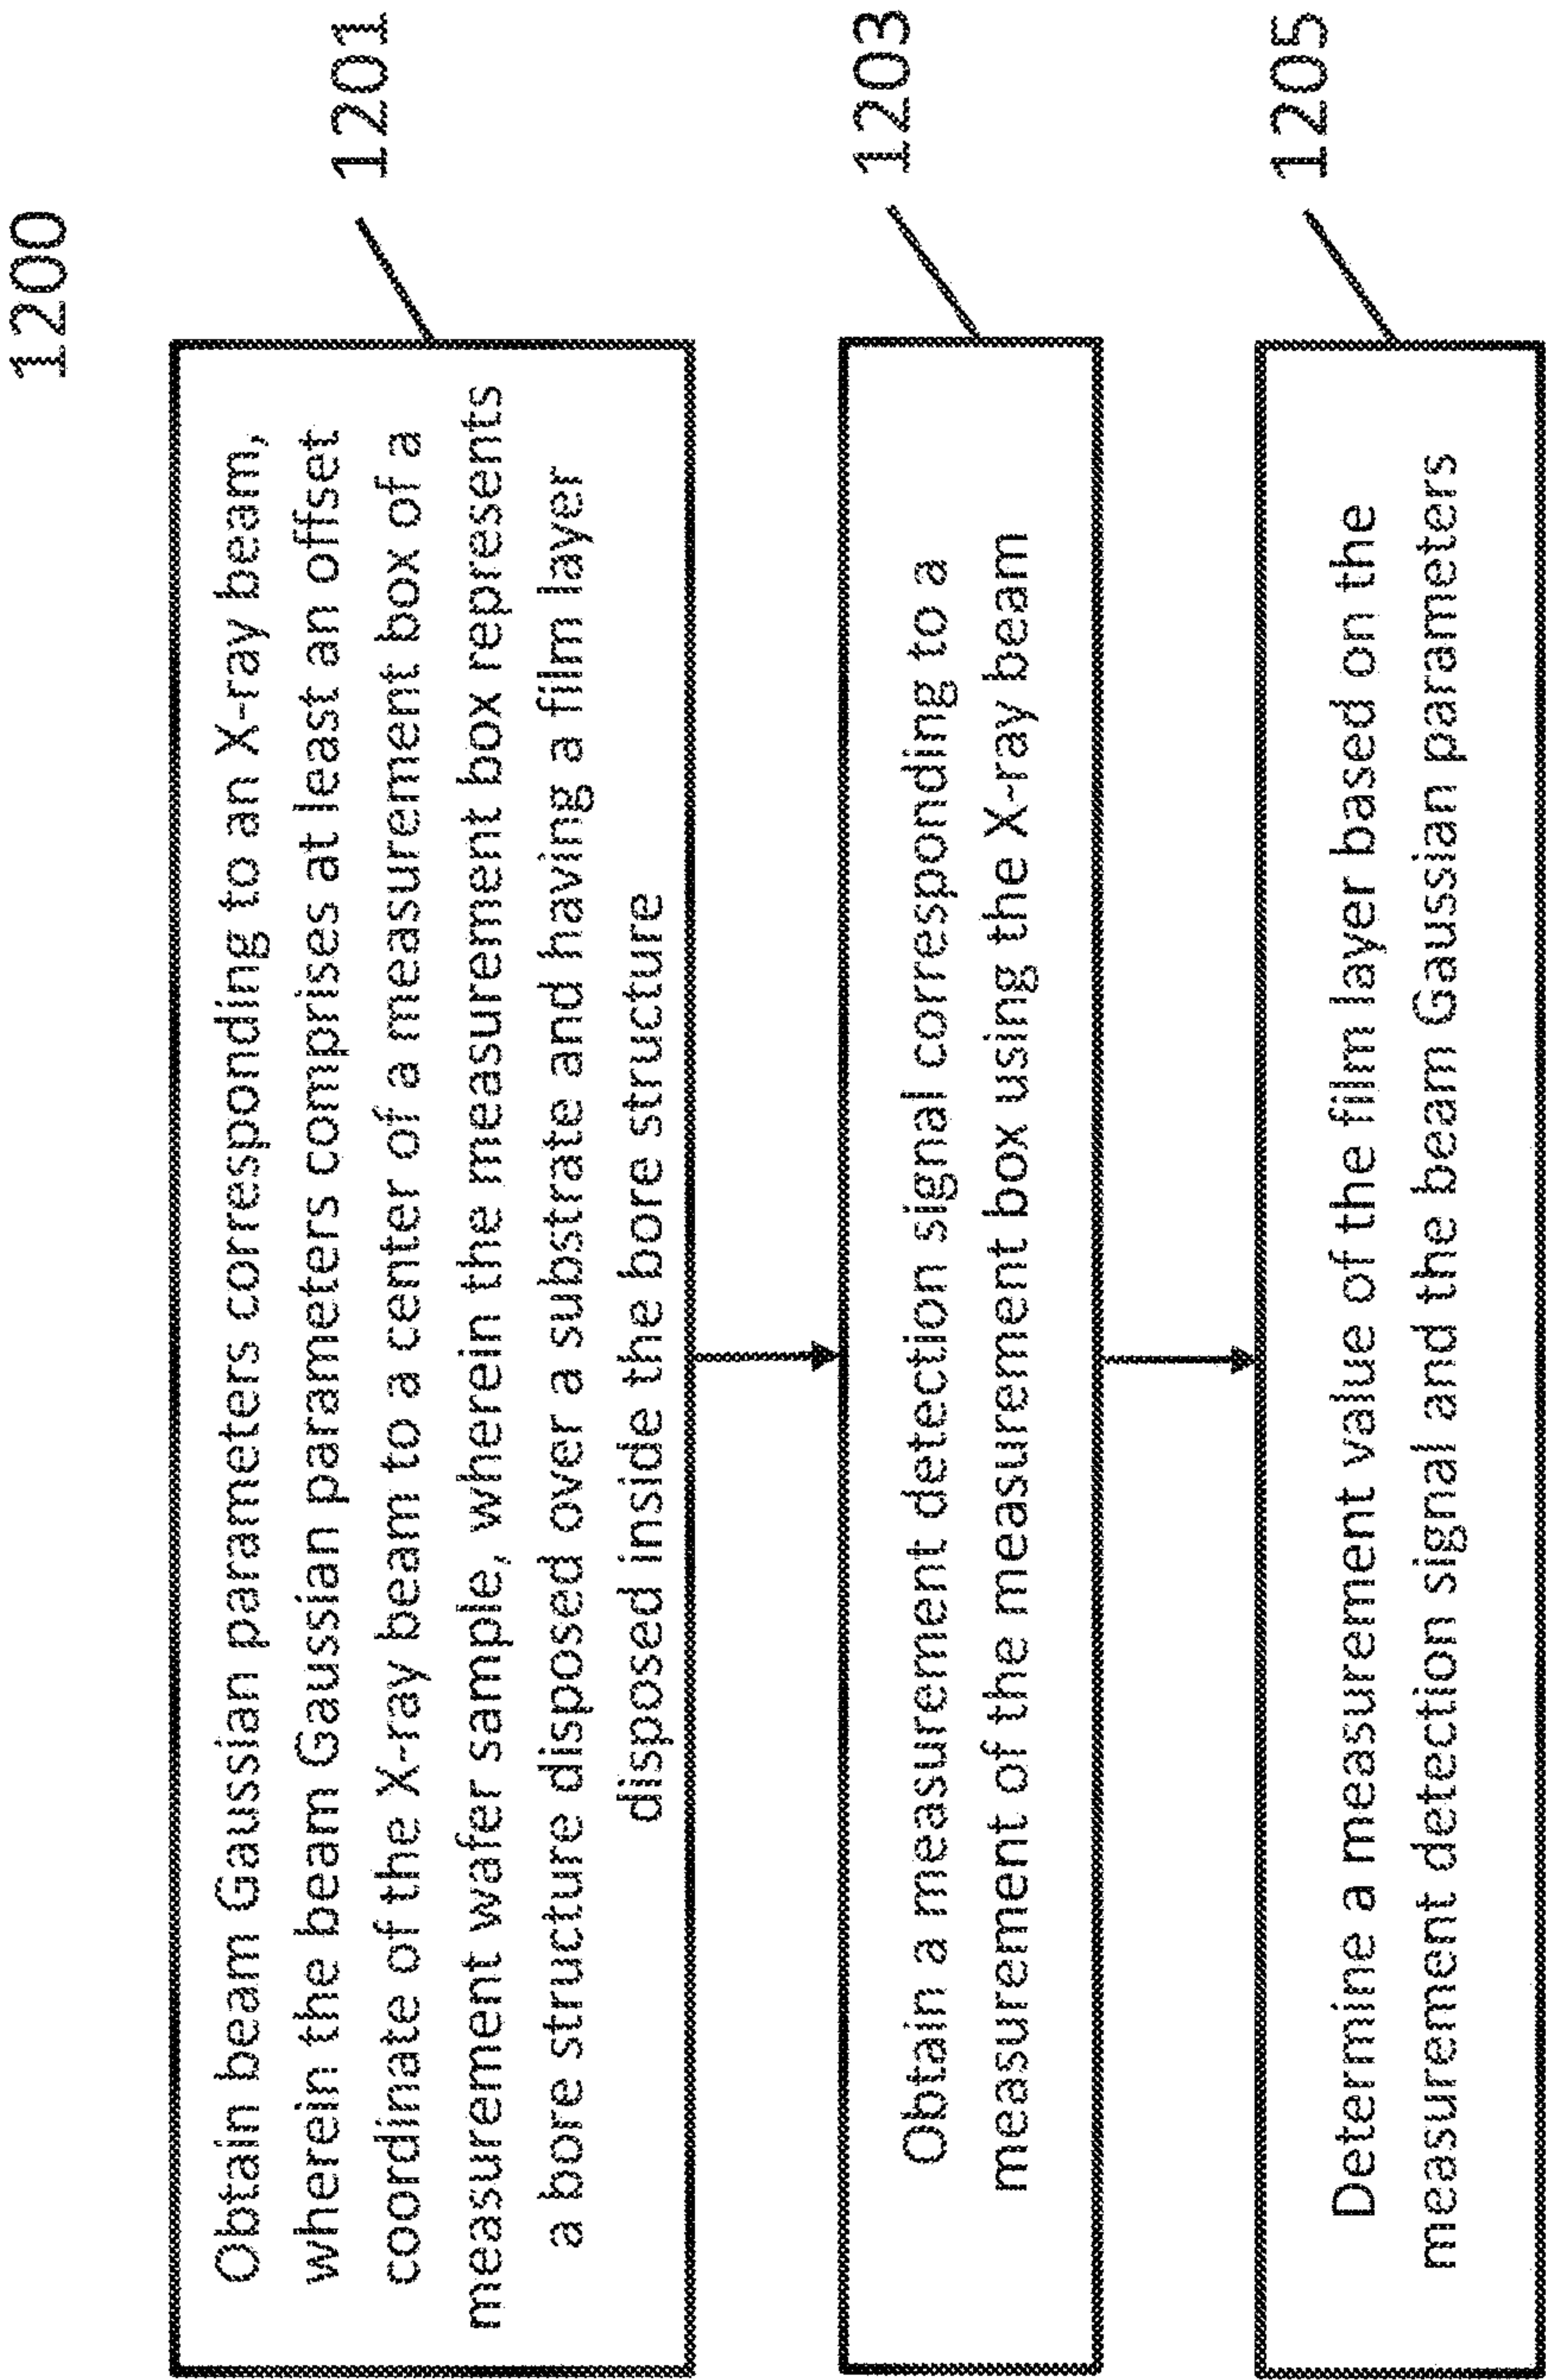 1200
Obtain beam Gaussian parameters corresponding to an X-ray beam,
wherein the beam Gaussian parameters comprises at least an offset
coordinate of the X-ray beam to a center of a measurement box of a
measurement wafer sample, wherein the measurement box represents
a bore structure disposed over a substrate and having a film layer
disposed inside the bore structure
1201
Obtain a measurement detection signal corresponding to a
measurement of the measurement box using the X-ray beam
1203
Determine a measurement value of the film layer based on the
measurement detection signal and the beam Gaussian parameters
1205